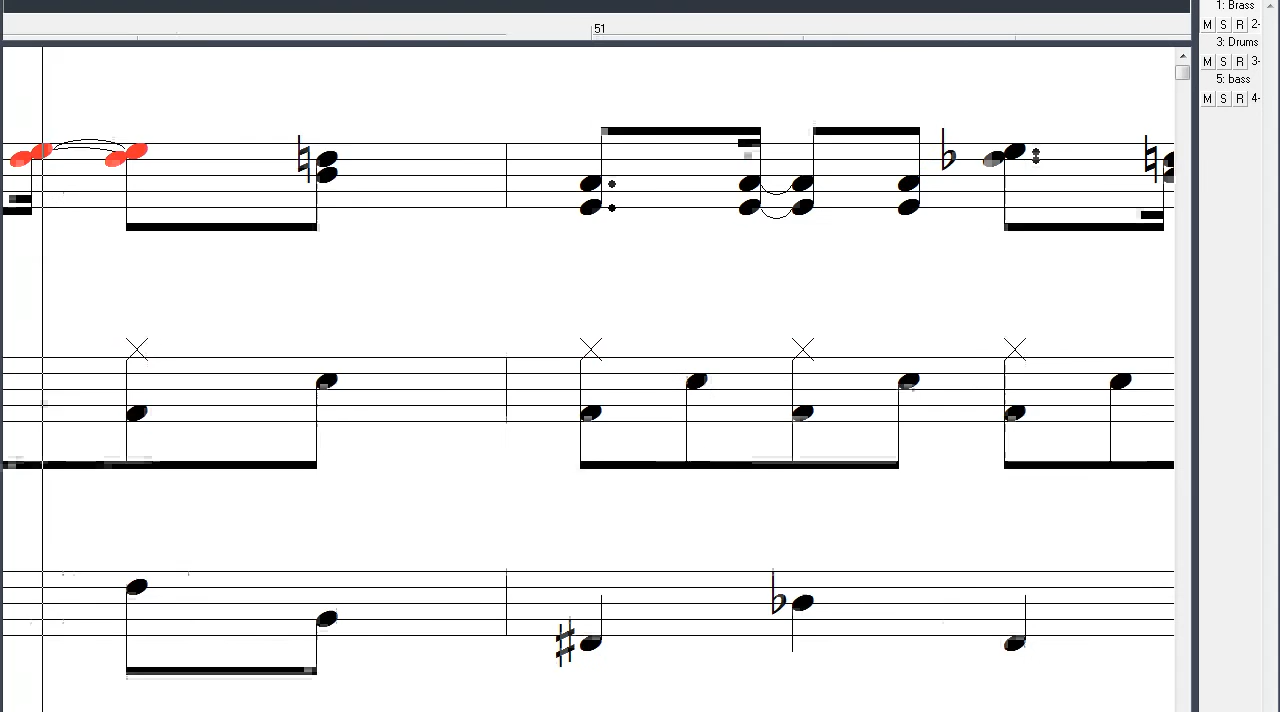 51
1: Brass
M S R 2-
3: Drums
M S R 3-
5: bass
M S R 4-